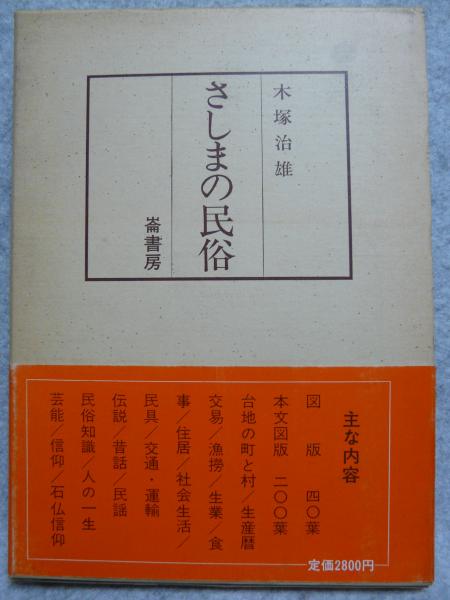 木塚治雄
さしまの民俗
崙書房
主な内容
図版 四〇葉
本文図版 二〇〇葉
台地の町と村／生産暦
交易／漁撈／生業／食
事／住居／社会生活／
民具／交通・運輸
伝説／昔話／民謡
民俗知識／人の一生
芸能／信仰／石仏信仰
定価2800円